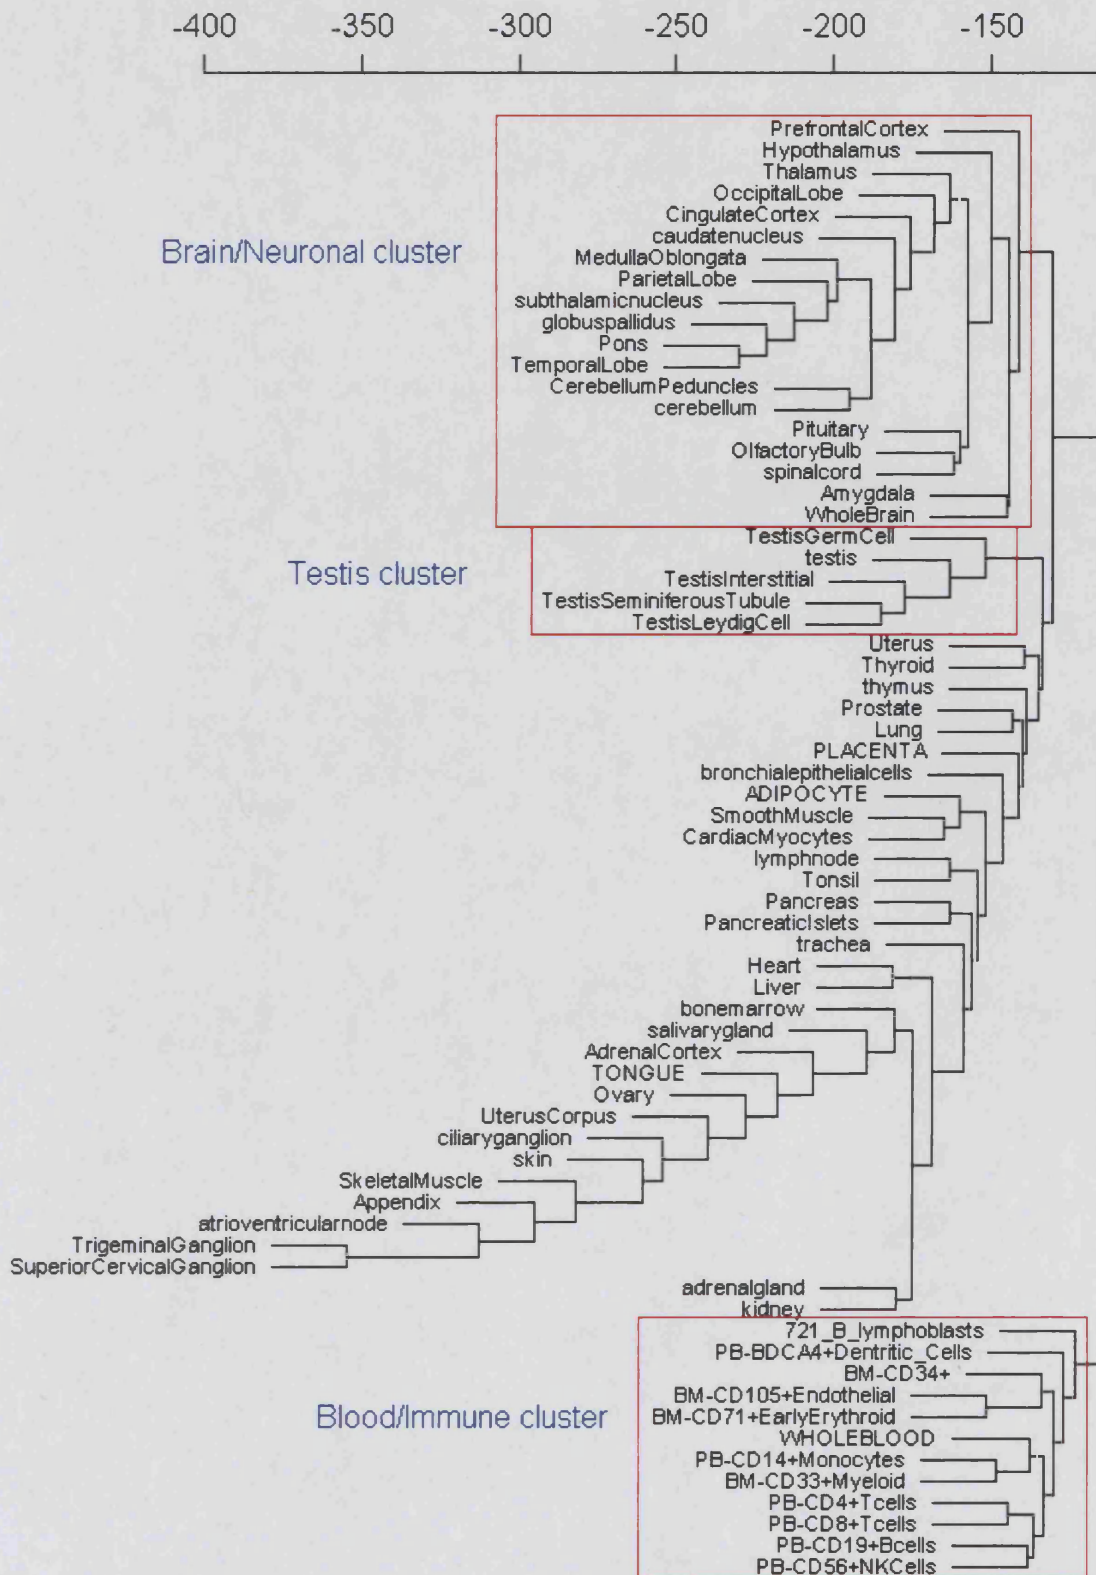 -400 -350 -300 -250 -200 -150
PrefrontalCortex
Hypothalamus
Thalamus
OccipitalLobe
CingulateCortex
caudatenucleus
Brain/Neuronal cluster
MedullaOblongata
ParietalLobe
subthalamicnucleus
globuspallidus
Pons
TemporalLobe
CerebellumPeduncles
cerebellum
Pituitary
OlfactoryBulb
spinalcord
Amygdala
WholeBrain
TestisGermCell
testis
Testis cluster
TestisInterstitial
TestisSeminiferousTubule
TestisLeydigCell
Uterus
Thyroid
thymus
Prostate
Lung
PLACENTA
bronchialepithelialcells
ADIPOCYTE
SmoothMuscle
CardiacMyocytes
lymphnode
Tonsil
Pancreas
PancreaticIslets
trachea
Heart
Liver
bonemarrow
salivarygland
AdrenalCortex
TONGUE
Ovary
UterusCorpus
ciliaryganglion
skin
SkeletalMuscle
Appendix
atrioventricularnode
TrigeminalGanglion
SuperiorCervicalGanglion
adrenalgland
kidney
721_B_lymphoblasts
PB-BDCA4+Dentritic_Cells
BM-CD34+
BM-CD105+Endothelial
Blood/Immune cluster
BM-CD71+EarlyErythroid
WHOLEBLOOD
PB-CD14+Monocytes
BM-CD33+Myeloid
PB-CD4+Tcells
PB-CD8+Tcells
PB-CD19+Bcells
PB-CD56+NKCells